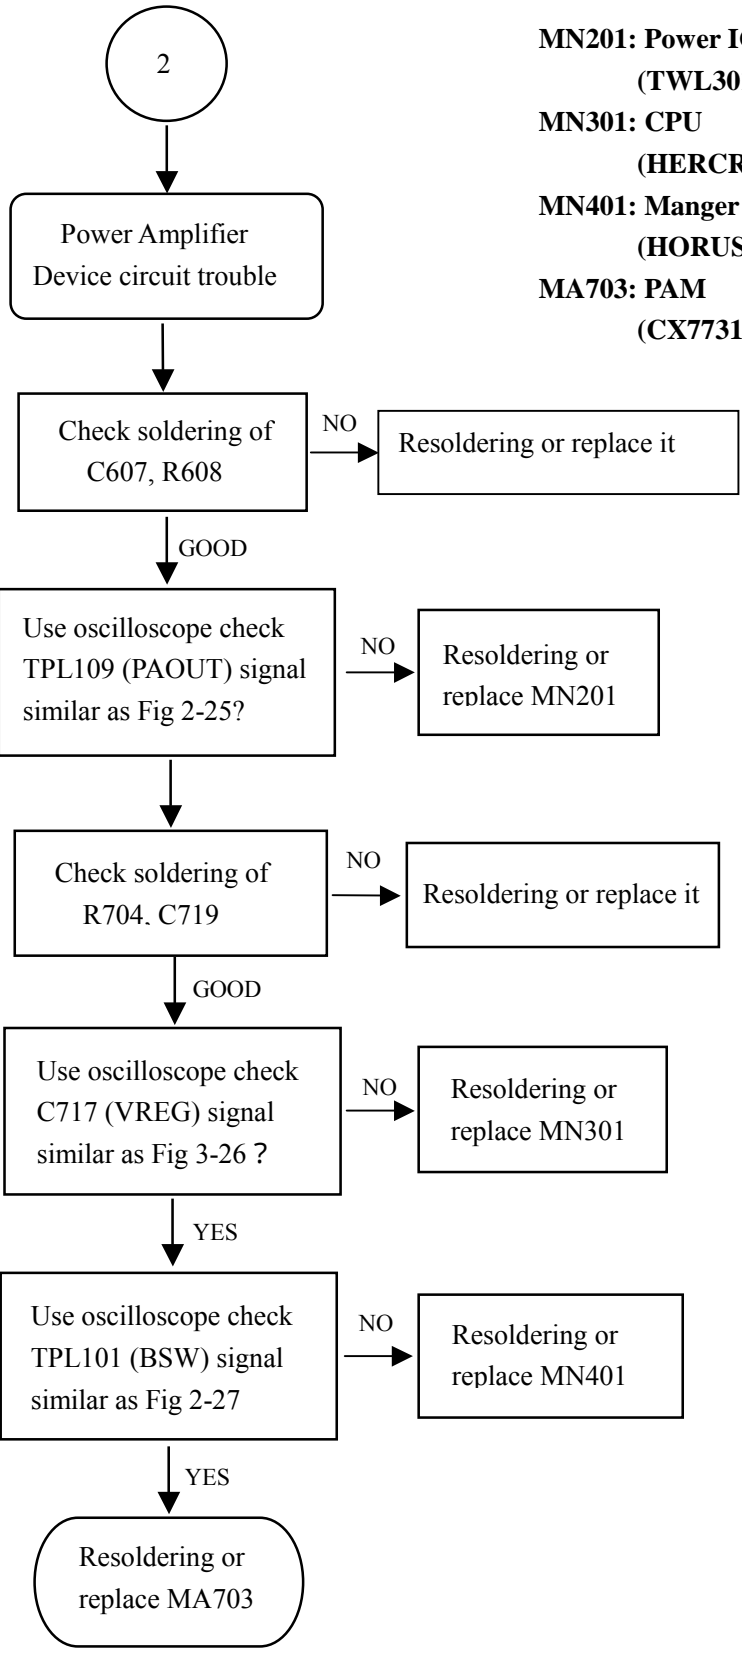 2
MN201: Power IC
(TWL30
MN301: CPU
(HERCR
MN401: Manger
(HORUS
MA703: PAM
(CX7731
Power Amplifier
Device circuit trouble
Check soldering of
C607, R608
NO
Resoldering or replace it
GOOD
Use oscilloscope check
TPL109 (PAOUT) signal
similar as Fig 2-25?
NO
Resoldering or
replace MN201
Check soldering of
R704, C719
NO
Resoldering or replace it
GOOD
Use oscilloscope check
C717 (VREG) signal
similar as Fig 3-26 ?
NO
Resoldering or
replace MN301
YES
Use oscilloscope check
TPL101 (BSW) signal
similar as Fig 2-27
NO
Resoldering or
replace MN401
YES
Resoldering or
replace MA703